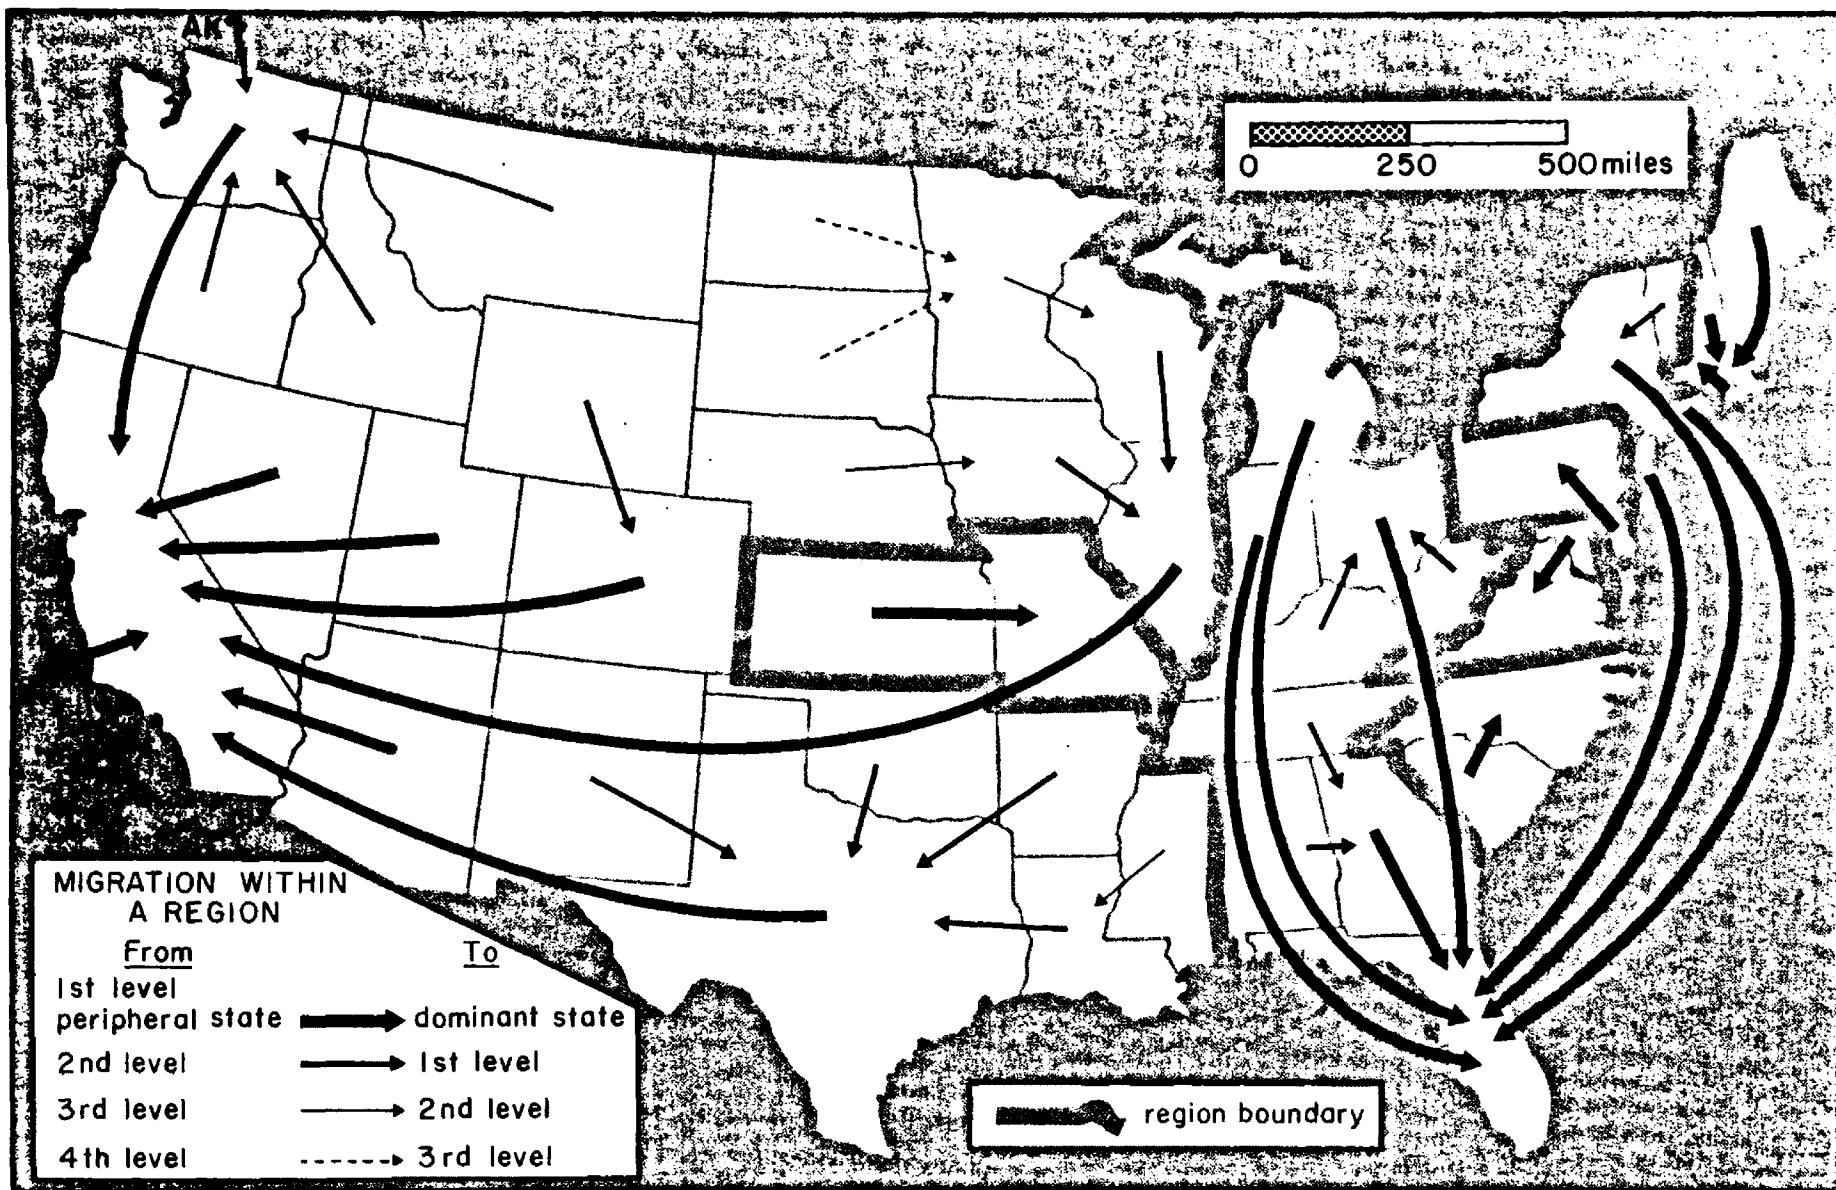 AK
0 250 500 miles
MIGRATION WITHIN
A REGION
From To
1st level
peripheral state dominant state
2nd level 1st level
3rd level 2nd level
4th level 3rd level
region boundary